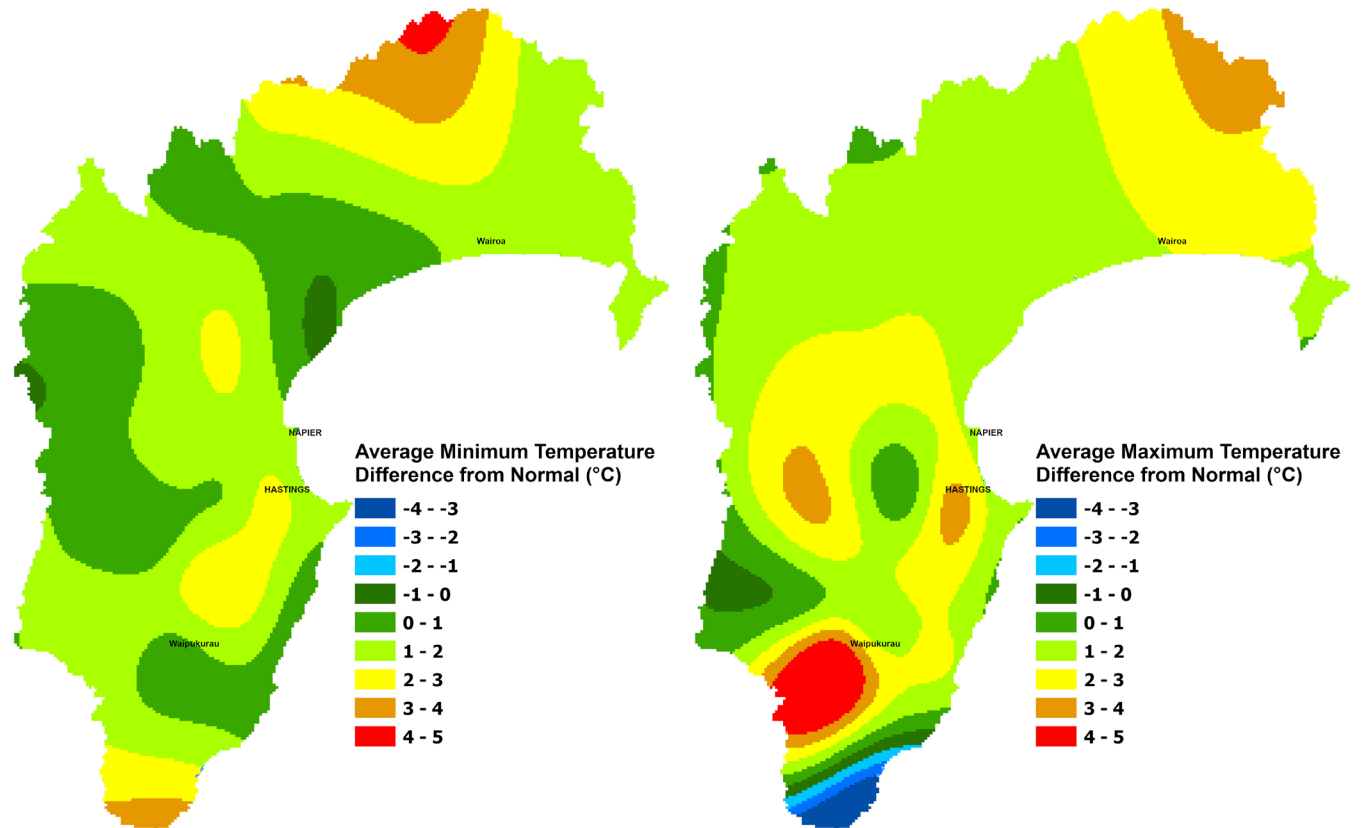 Wairoa
NAPIER
HASTINGS
Waipukurau
Average Minimum Temperature
Difference from Normal (°C)
-4 - -3
-3 - -2
-2 - -1
-1 - 0
0 - 1
1 - 2
2 - 3
3 - 4
4 - 5
Wairoa
NAPIER
HASTINGS
Waipukurau
Average Maximum Temperature
Difference from Normal (°C)
-4 - -3
-3 - -2
-2 - -1
-1 - 0
0 - 1
1 - 2
2 - 3
3 - 4
4 - 5